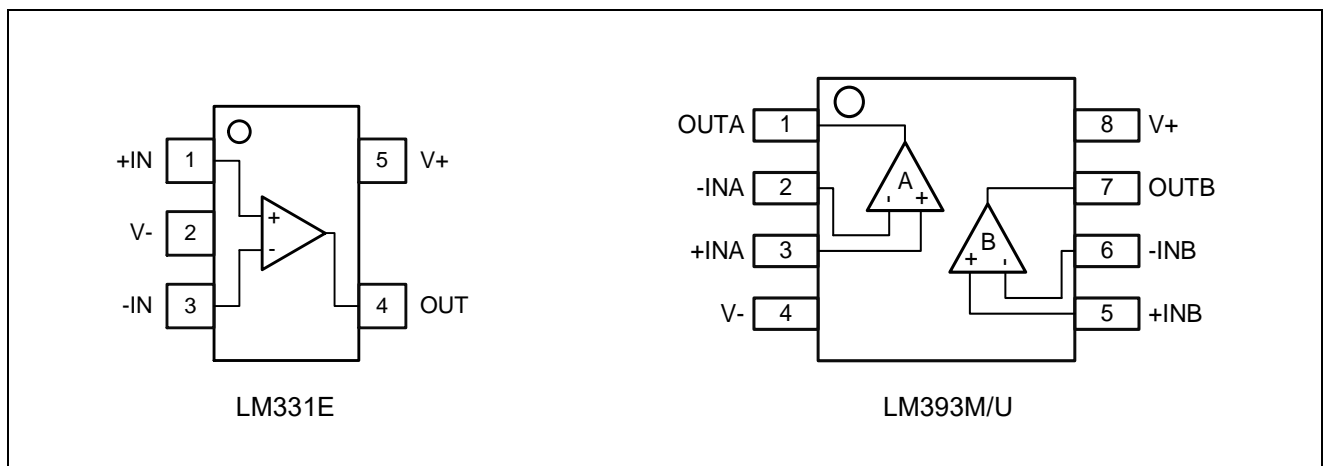 +IN 1
V- 2
-IN 3
5 V+
4 OUT
+
-
LM331E
OUTA 1
-INA 2
+INA 3
V- 4
8 V+
7 OUTB
6 -INB
5 +INB
A
- +
B
+ -
LM393M/U